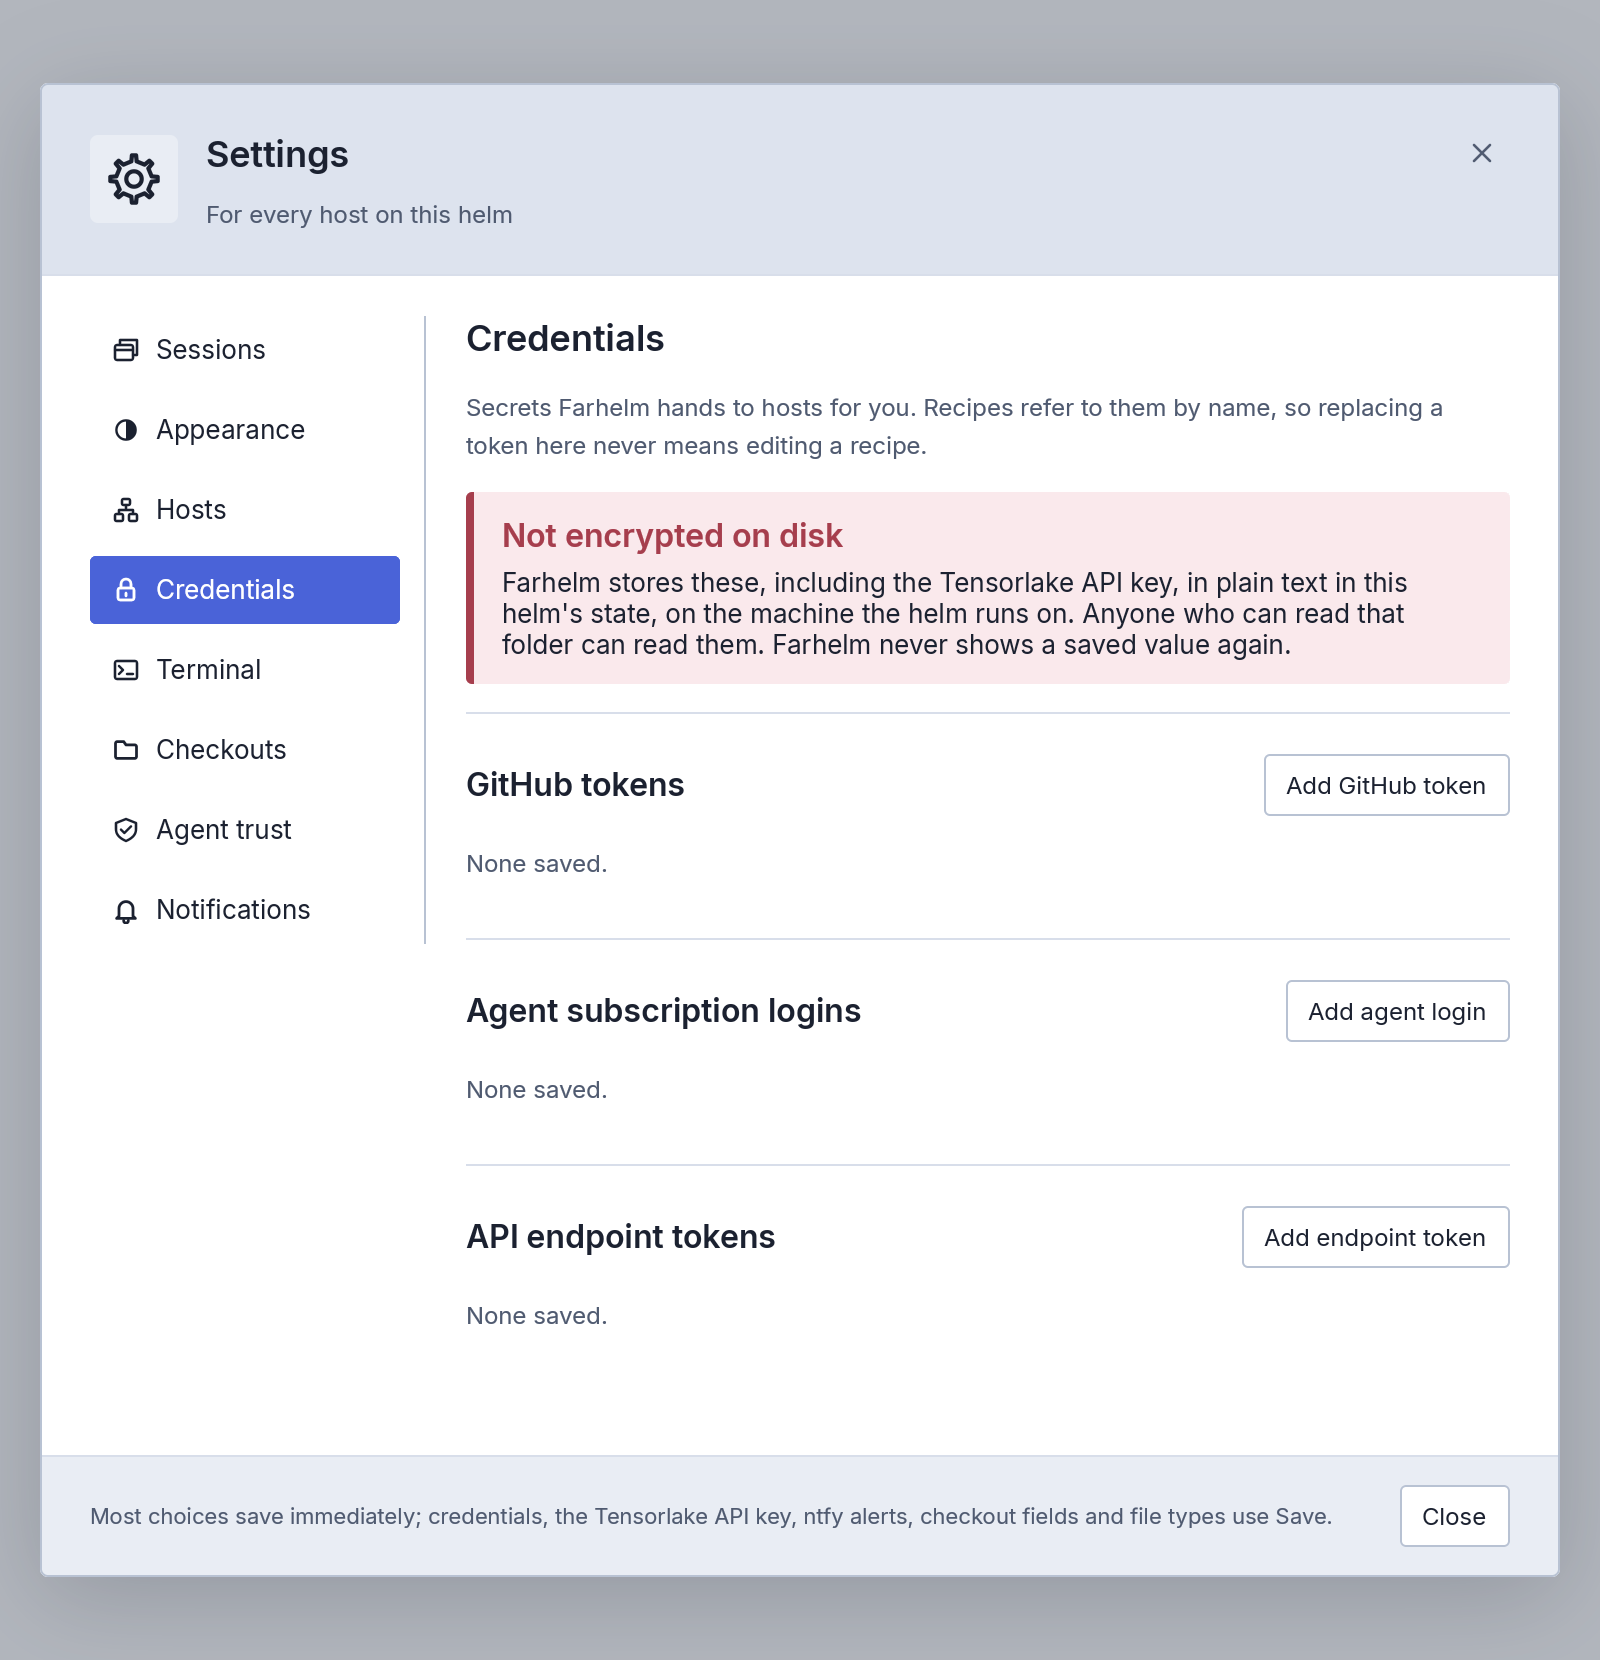 Settings
For every host on this helm
Sessions
Appearance
Hosts
Credentials
Terminal
Checkouts
Agent trust
Notifications
Credentials
Secrets Farhelm hands to hosts for you. Recipes refer to them by name, so replacing a
token here never means editing a recipe.
Not encrypted on disk
Farhelm stores these, including the Tensorlake API key, in plain text in this
helm's state, on the machine the helm runs on. Anyone who can read that
folder can read them. Farhelm never shows a saved value again.
GitHub tokens
Add GitHub token
None saved.
Agent subscription logins
Add agent login
None saved.
API endpoint tokens
Add endpoint token
None saved.
Most choices save immediately; credentials, the Tensorlake API key, ntfy alerts, checkout fields and file types use Save.
Close